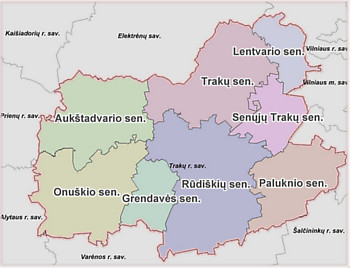 Kaišiadorių r. sav.
Elektrėnų sav.
Lentvario sen.
Vilniaus r. sav.
Trakų sen.
Vilniaus m. sav.
Prienų r. sav.
Aukštadvario sen.
Senųjų Trakų sen.
Trakų r. sav.
Onuškio sen.
Rūdiškių sen.
Paluknio sen.
Grendavės sen.
Alytaus r. sav.
Šalčininkų r. sav.
Varėnos r. sav.